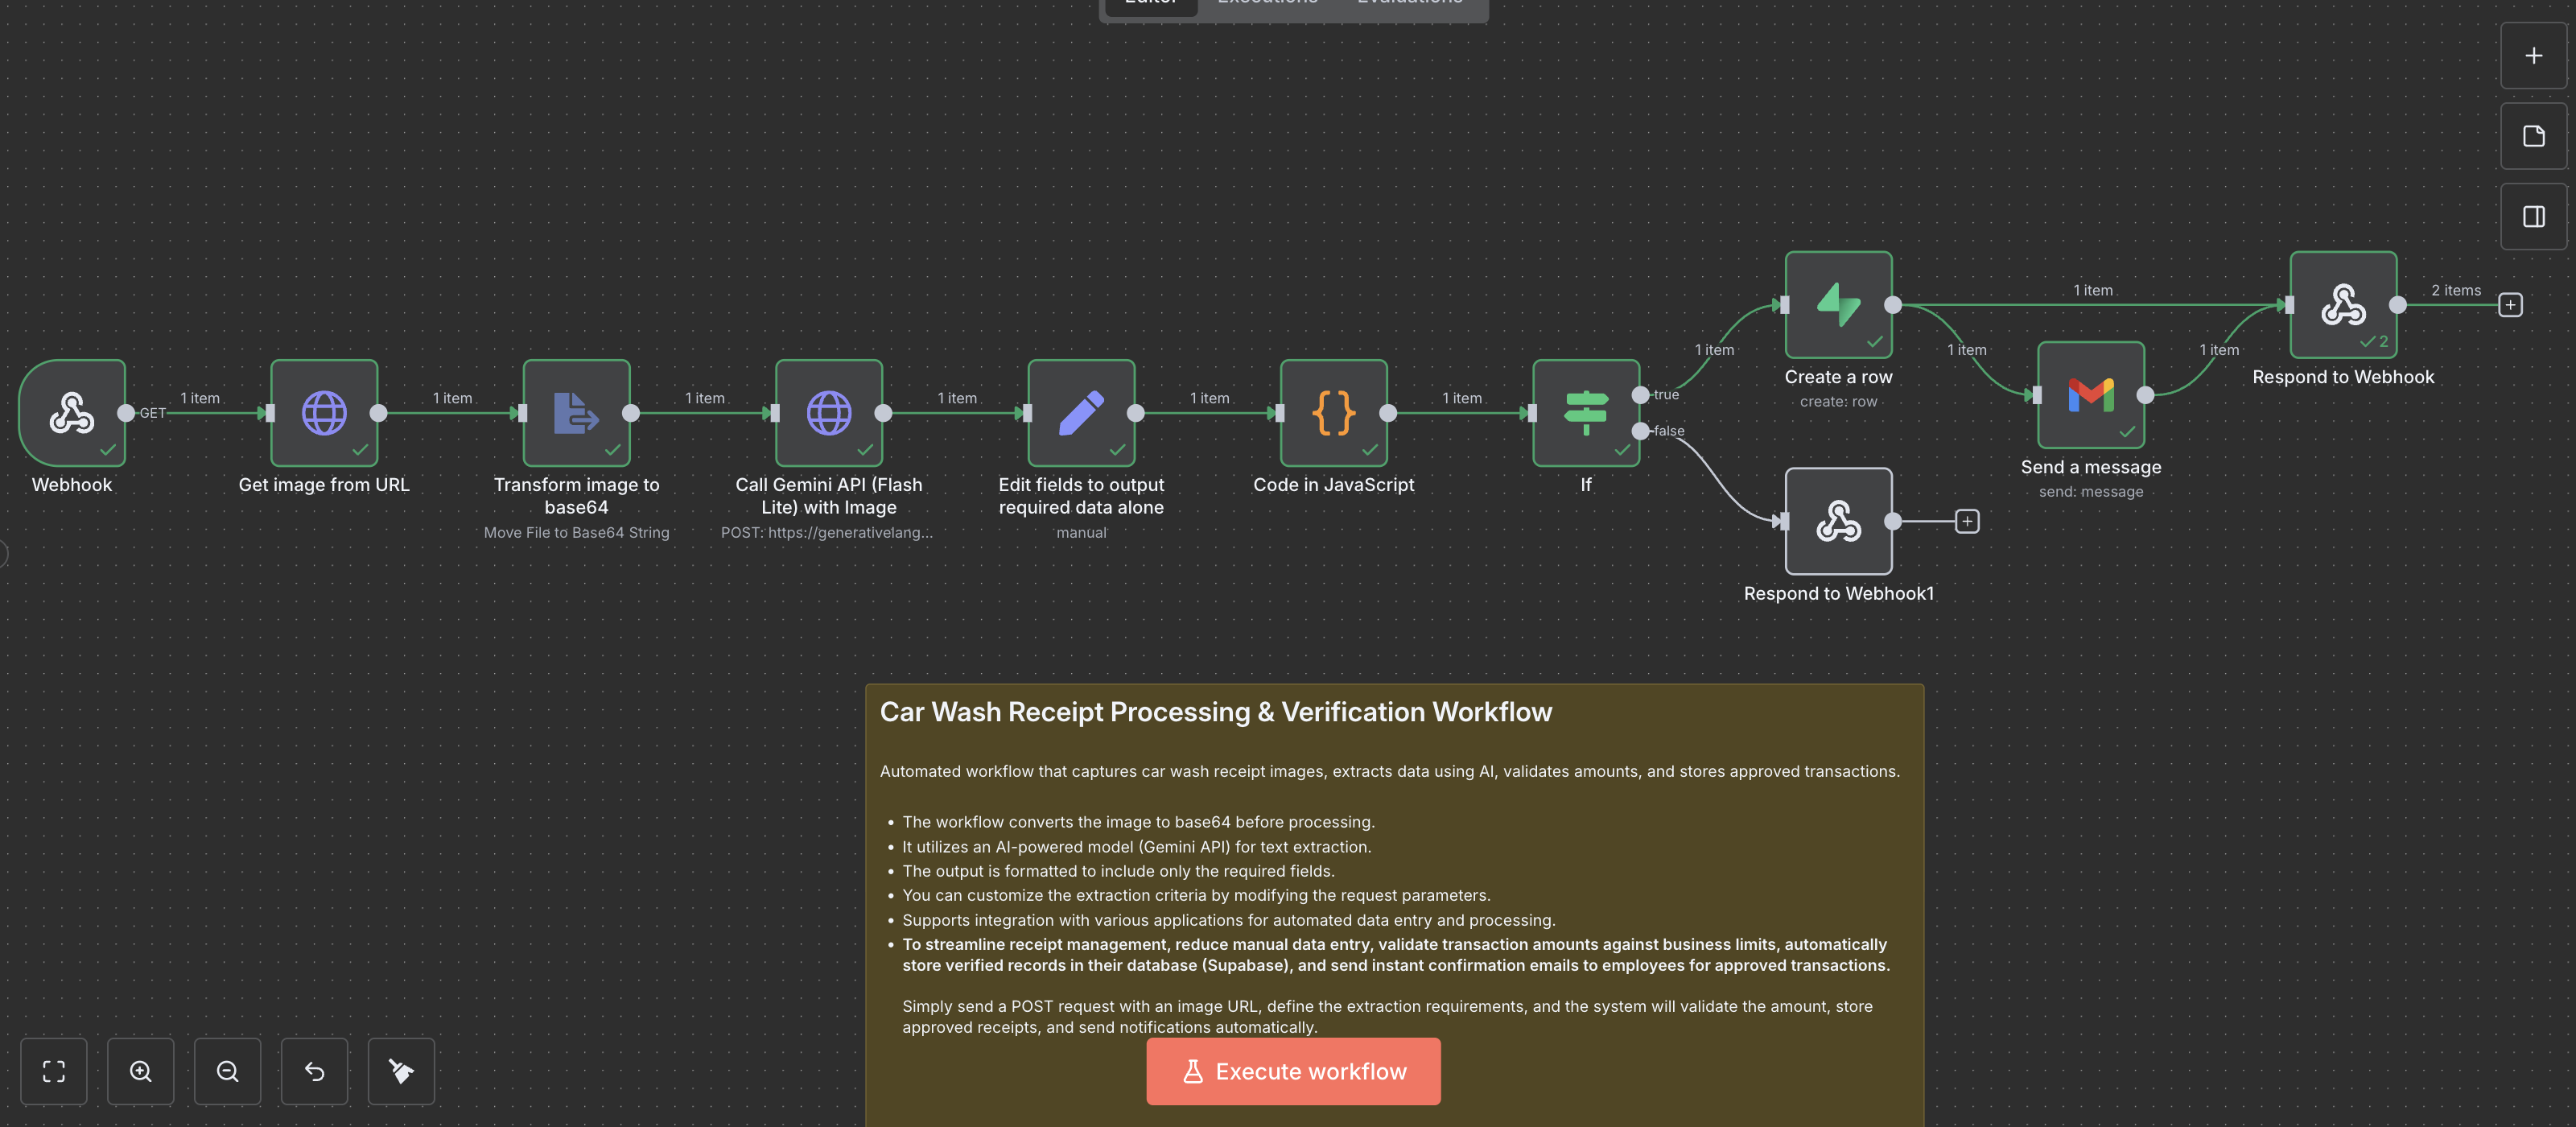 Editor Executions Evaluations
GET
1 item
1 item
1 item
1 item
1 item
1 item
true
false
1 item
1 item
1 item
1 item
2 items
2
Webhook
Get image from URL
Transform image to
base64
Move File to Base64 String
Call Gemini API (Flash
Lite) with Image
POST: https://generativelang...
Edit fields to output
required data alone
manual
Code in JavaScript
If
Create a row
create: row
Send a message
send: message
Respond to Webhook
Respond to Webhook1
Car Wash Receipt Processing & Verification Workflow
Automated workflow that captures car wash receipt images, extracts data using AI, validates amounts, and stores approved transactions.
• The workflow converts the image to base64 before processing.
• It utilizes an AI-powered model (Gemini API) for text extraction.
• The output is formatted to include only the required fields.
• You can customize the extraction criteria by modifying the request parameters.
• Supports integration with various applications for automated data entry and processing.
• To streamline receipt management, reduce manual data entry, validate transaction amounts against business limits, automatically
store verified records in their database (Supabase), and send instant confirmation emails to employees for approved transactions.
Simply send a POST request with an image URL, define the extraction requirements, and the system will validate the amount, store
approved receipts, and send notifications automatically.
Execute workflow